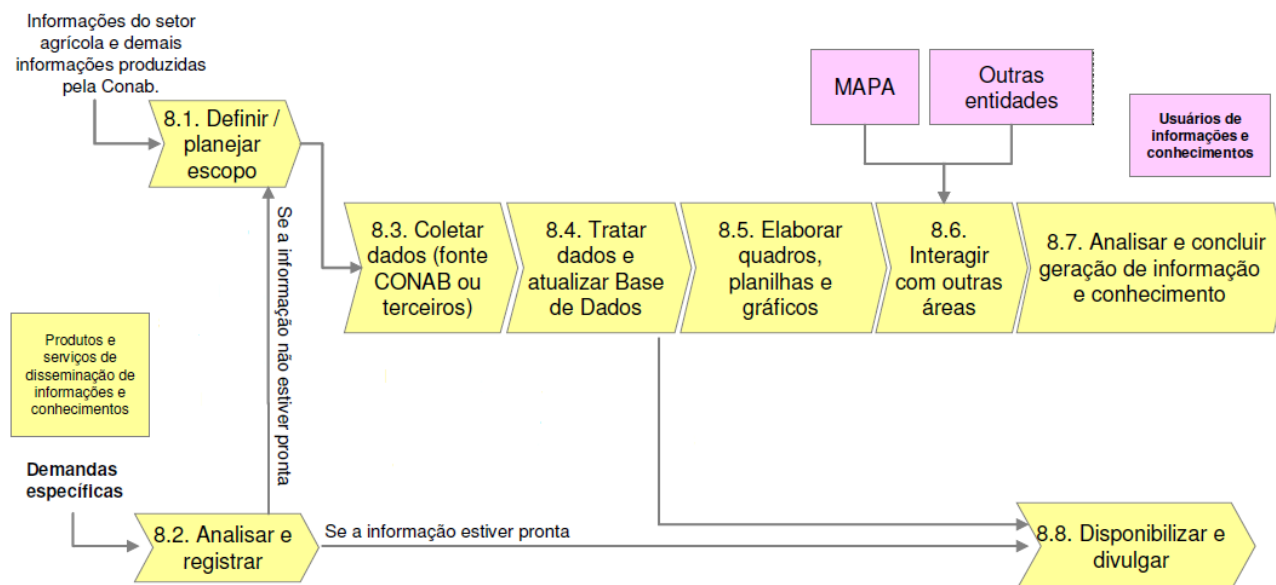 Informações do setor
agrícola e demais
informações produzidas
pela Conab.
8.1. Definir /
planejar
escopo
MAPA
Outras
entidades
Usuários de
informações e
conhecimentos
Se a informação não estiver
pronta
8.3. Coletar
dados (fonte
CONAB ou
terceiros)
8.4. Tratar
dados e
atualizar Base
de Dados
8.5. Elaborar
quadros,
planilhas e
gráficos
8.6.
Interagir
com outras
áreas
8.7. Analisar e concluir
geração de informação
e conhecimento
Produtos e
serviços de
disseminação de
informações e
conhecimentos
Demandas
específicas
8.2. Analisar e
registrar
Se a informação estiver pronta
8.8. Disponibilizar e
divulgar